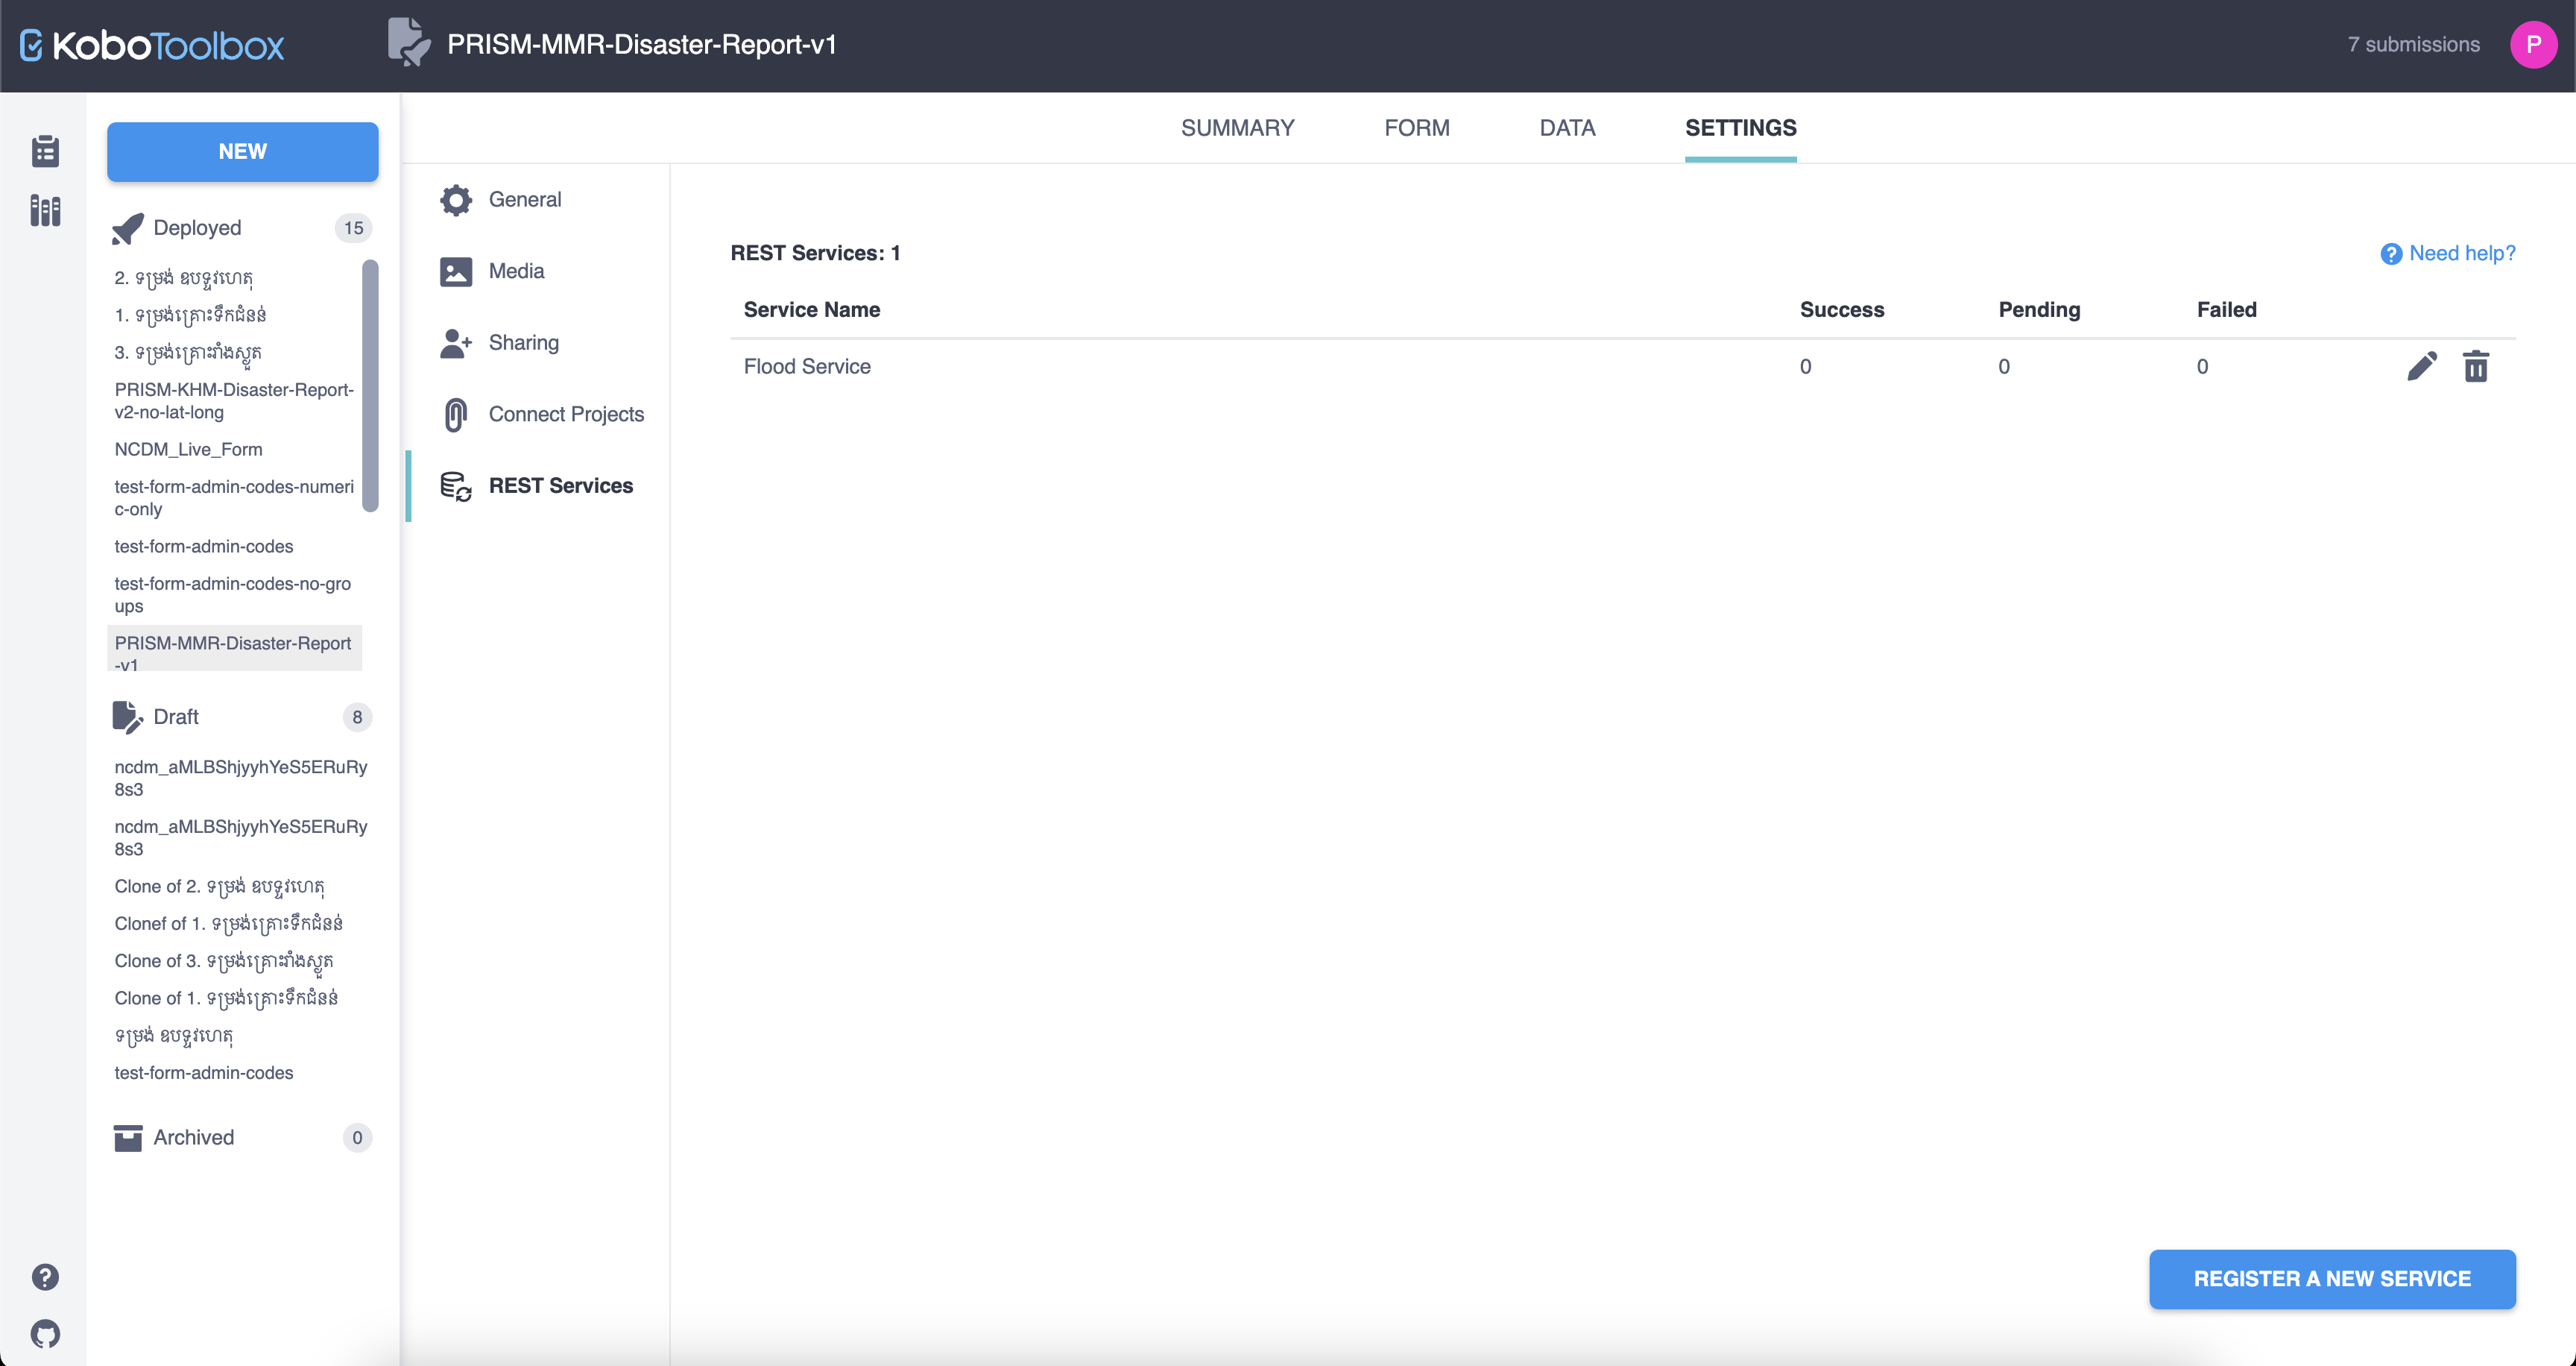 KoboToolbox
PRISM-MMR-Disaster-Report-v1
7 submissions
P
NEW
Deployed
15
2. ទម្រង់ ឧបទ្ទវហេតុ
1. ទម្រង់គ្រោះទឹកជំនន់
3. ទម្រង់គ្រោះរាំងស្ងួត
PRISM-KHM-Disaster-Report-
v2-no-lat-long
NCDM_Live_Form
test-form-admin-codes-numeri
c-only
test-form-admin-codes
test-form-admin-codes-no-gro
ups
PRISM-MMR-Disaster-Report
-v1
Draft
8
ncdm_aMLBShjyyhYeS5ERuRy
8s3
ncdm_aMLBShjyyhYeS5ERuRy
8s3
Clone of 2. ទម្រង់ ឧបទ្ទវហេតុ
Clonef of 1. ទម្រង់គ្រោះទឹកជំនន់
Clone of 3. ទម្រង់គ្រោះរាំងស្ងួត
Clone of 1. ទម្រង់គ្រោះទឹកជំនន់
ទម្រង់ ឧបទ្ទវហេតុ
test-form-admin-codes
Archived
0
SUMMARY
FORM
DATA
SETTINGS
General
Media
Sharing
Connect Projects
REST Services
REST Services: 1
Need help?
Service Name Success Pending Failed
Flood Service 0 0 0
REGISTER A NEW SERVICE